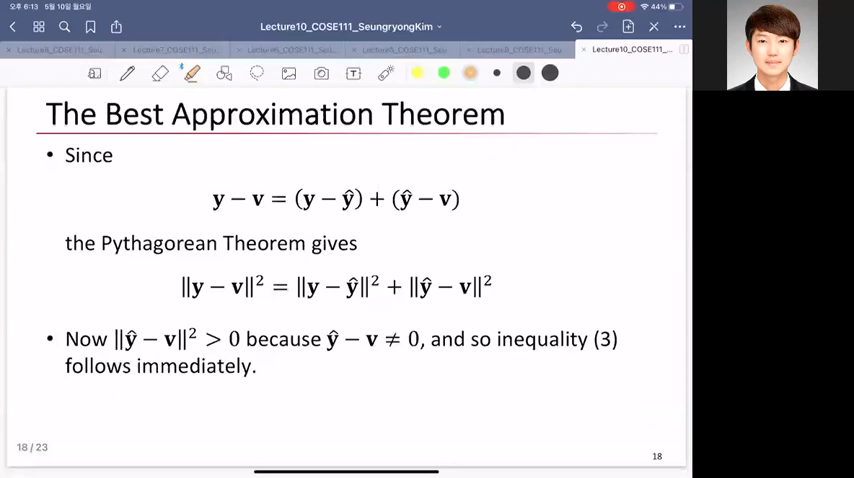 오후 6:13 5월 10일 월요일
44%
Lecture10_COSE111_SeungryongKim
Lecture10_COSE111_...
The Best Approximation Theorem
• Since
𝐲 − 𝐯 = (𝐲 − 𝐲̂) + (𝐲̂ − 𝐯)
the Pythagorean Theorem gives
‖𝐲 − 𝐯‖² = ‖𝐲 − 𝐲̂‖² + ‖𝐲̂ − 𝐯‖²
• Now ‖𝐲̂ − 𝐯‖² > 0 because 𝐲̂ − 𝐯 ≠ 0, and so inequality (3)
follows immediately.
18 / 23
18